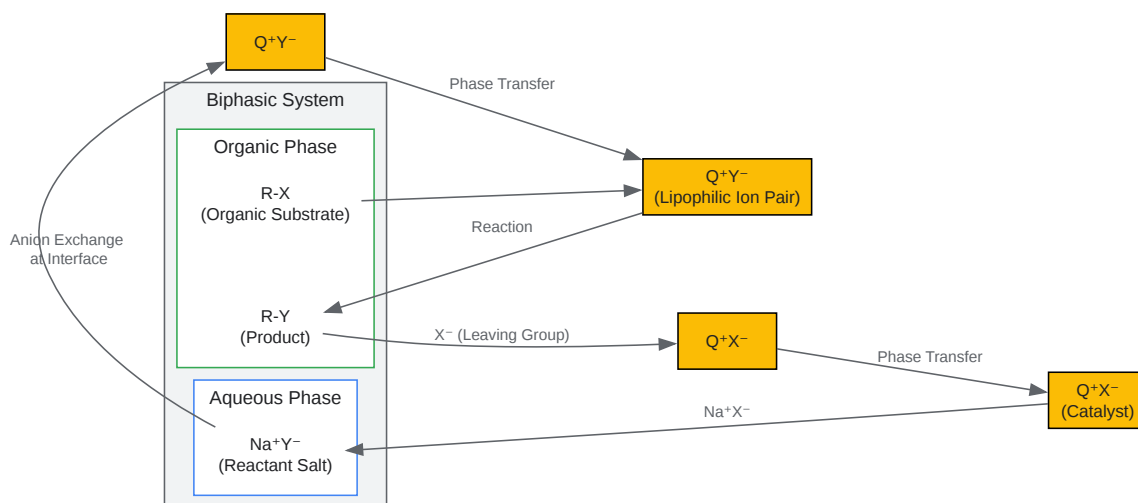 Q⁺Y⁻
Phase Transfer
Biphasic System
Organic Phase
R-X
(Organic Substrate)
Q⁺Y⁻
(Lipophilic Ion Pair)
Reaction
Anion Exchange
at Interface
R-Y
(Product)
X⁻ (Leaving Group)
Q⁺X⁻
Phase Transfer
Q⁺X⁻
(Catalyst)
Aqueous Phase
Na⁺X⁻
Na⁺Y⁻
(Reactant Salt)